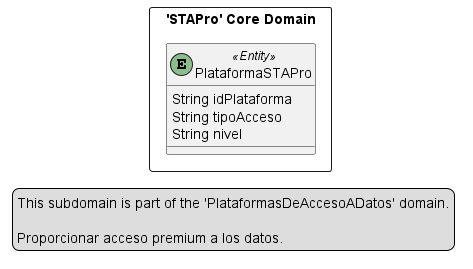 'STAPro' Core Domain
E
«Entity»
PlataformaSTAPro
String idPlataforma
String tipoAcceso
String nivel
This subdomain is part of the 'PlataformasDeAccesoADatos' domain.
Proporcionar acceso premium a los datos.